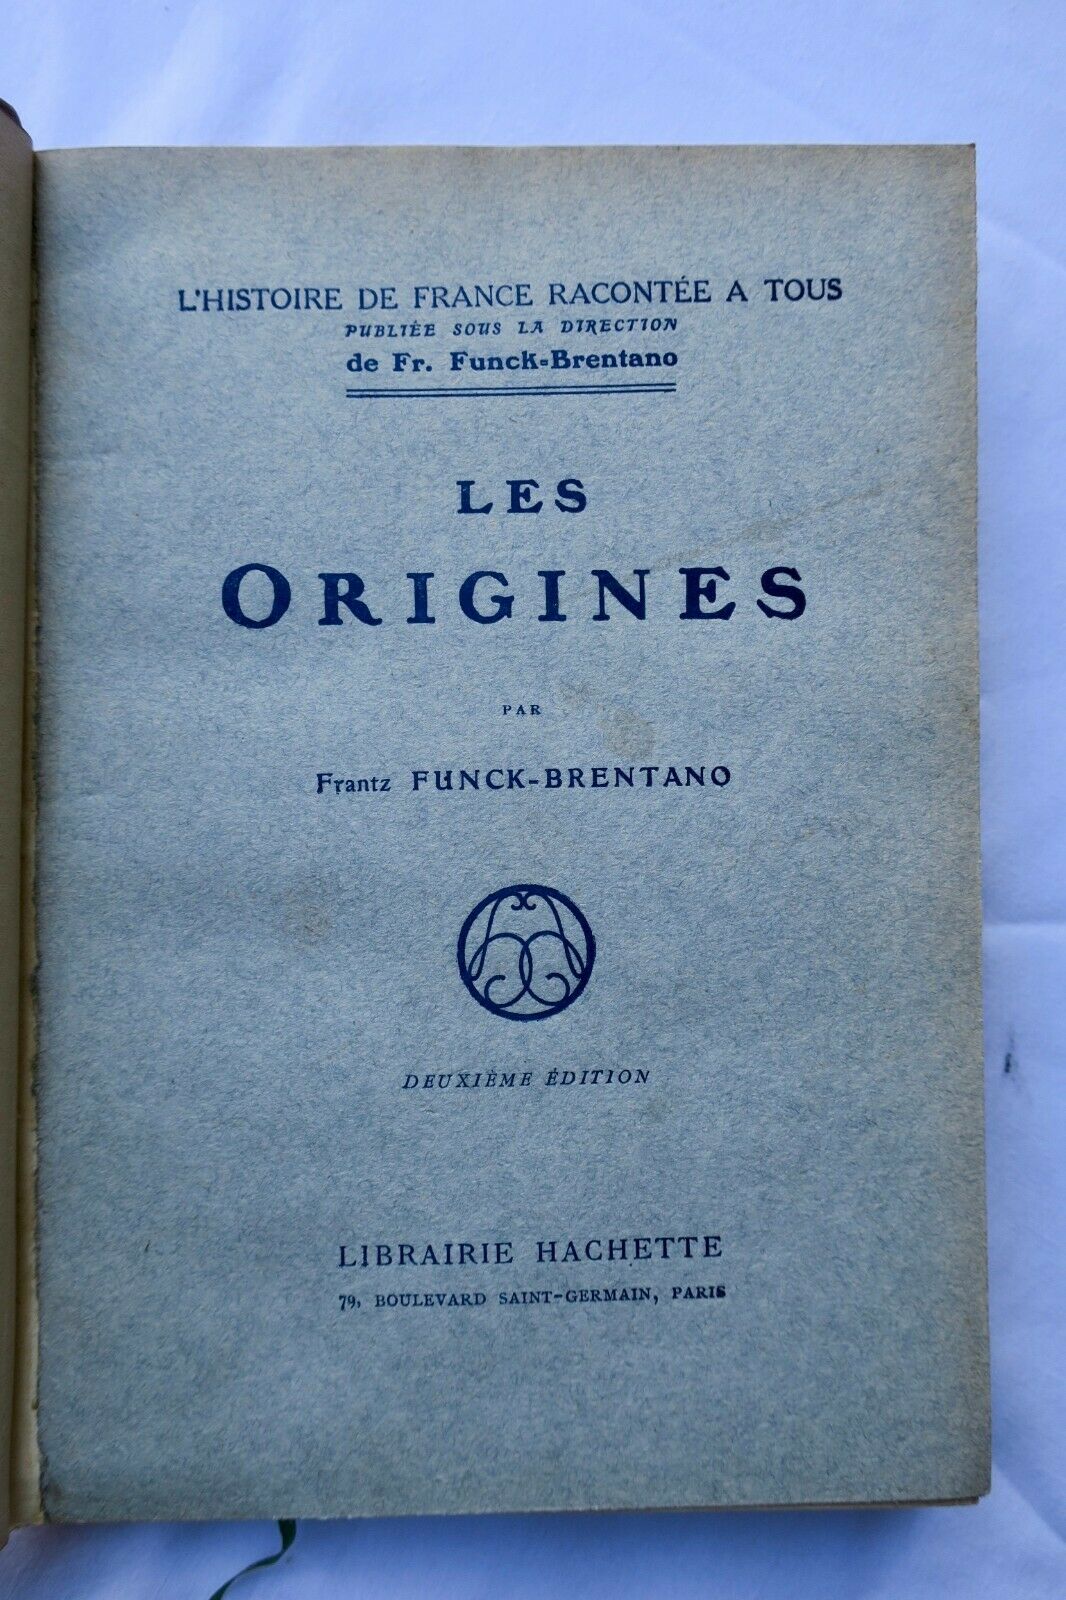 L'HISTOIRE DE FRANCE RACONTÉE A TOUS
PUBLIÉE SOUS LA DIRECTION
de Fr. Funck-Brentano
LES
ORIGINES
PAR
Frantz FUNCK-BRENTANO
DEUXIÈME ÉDITION
LIBRAIRIE HACHETTE
79, BOULEVARD SAINT-GERMAIN, PARIS